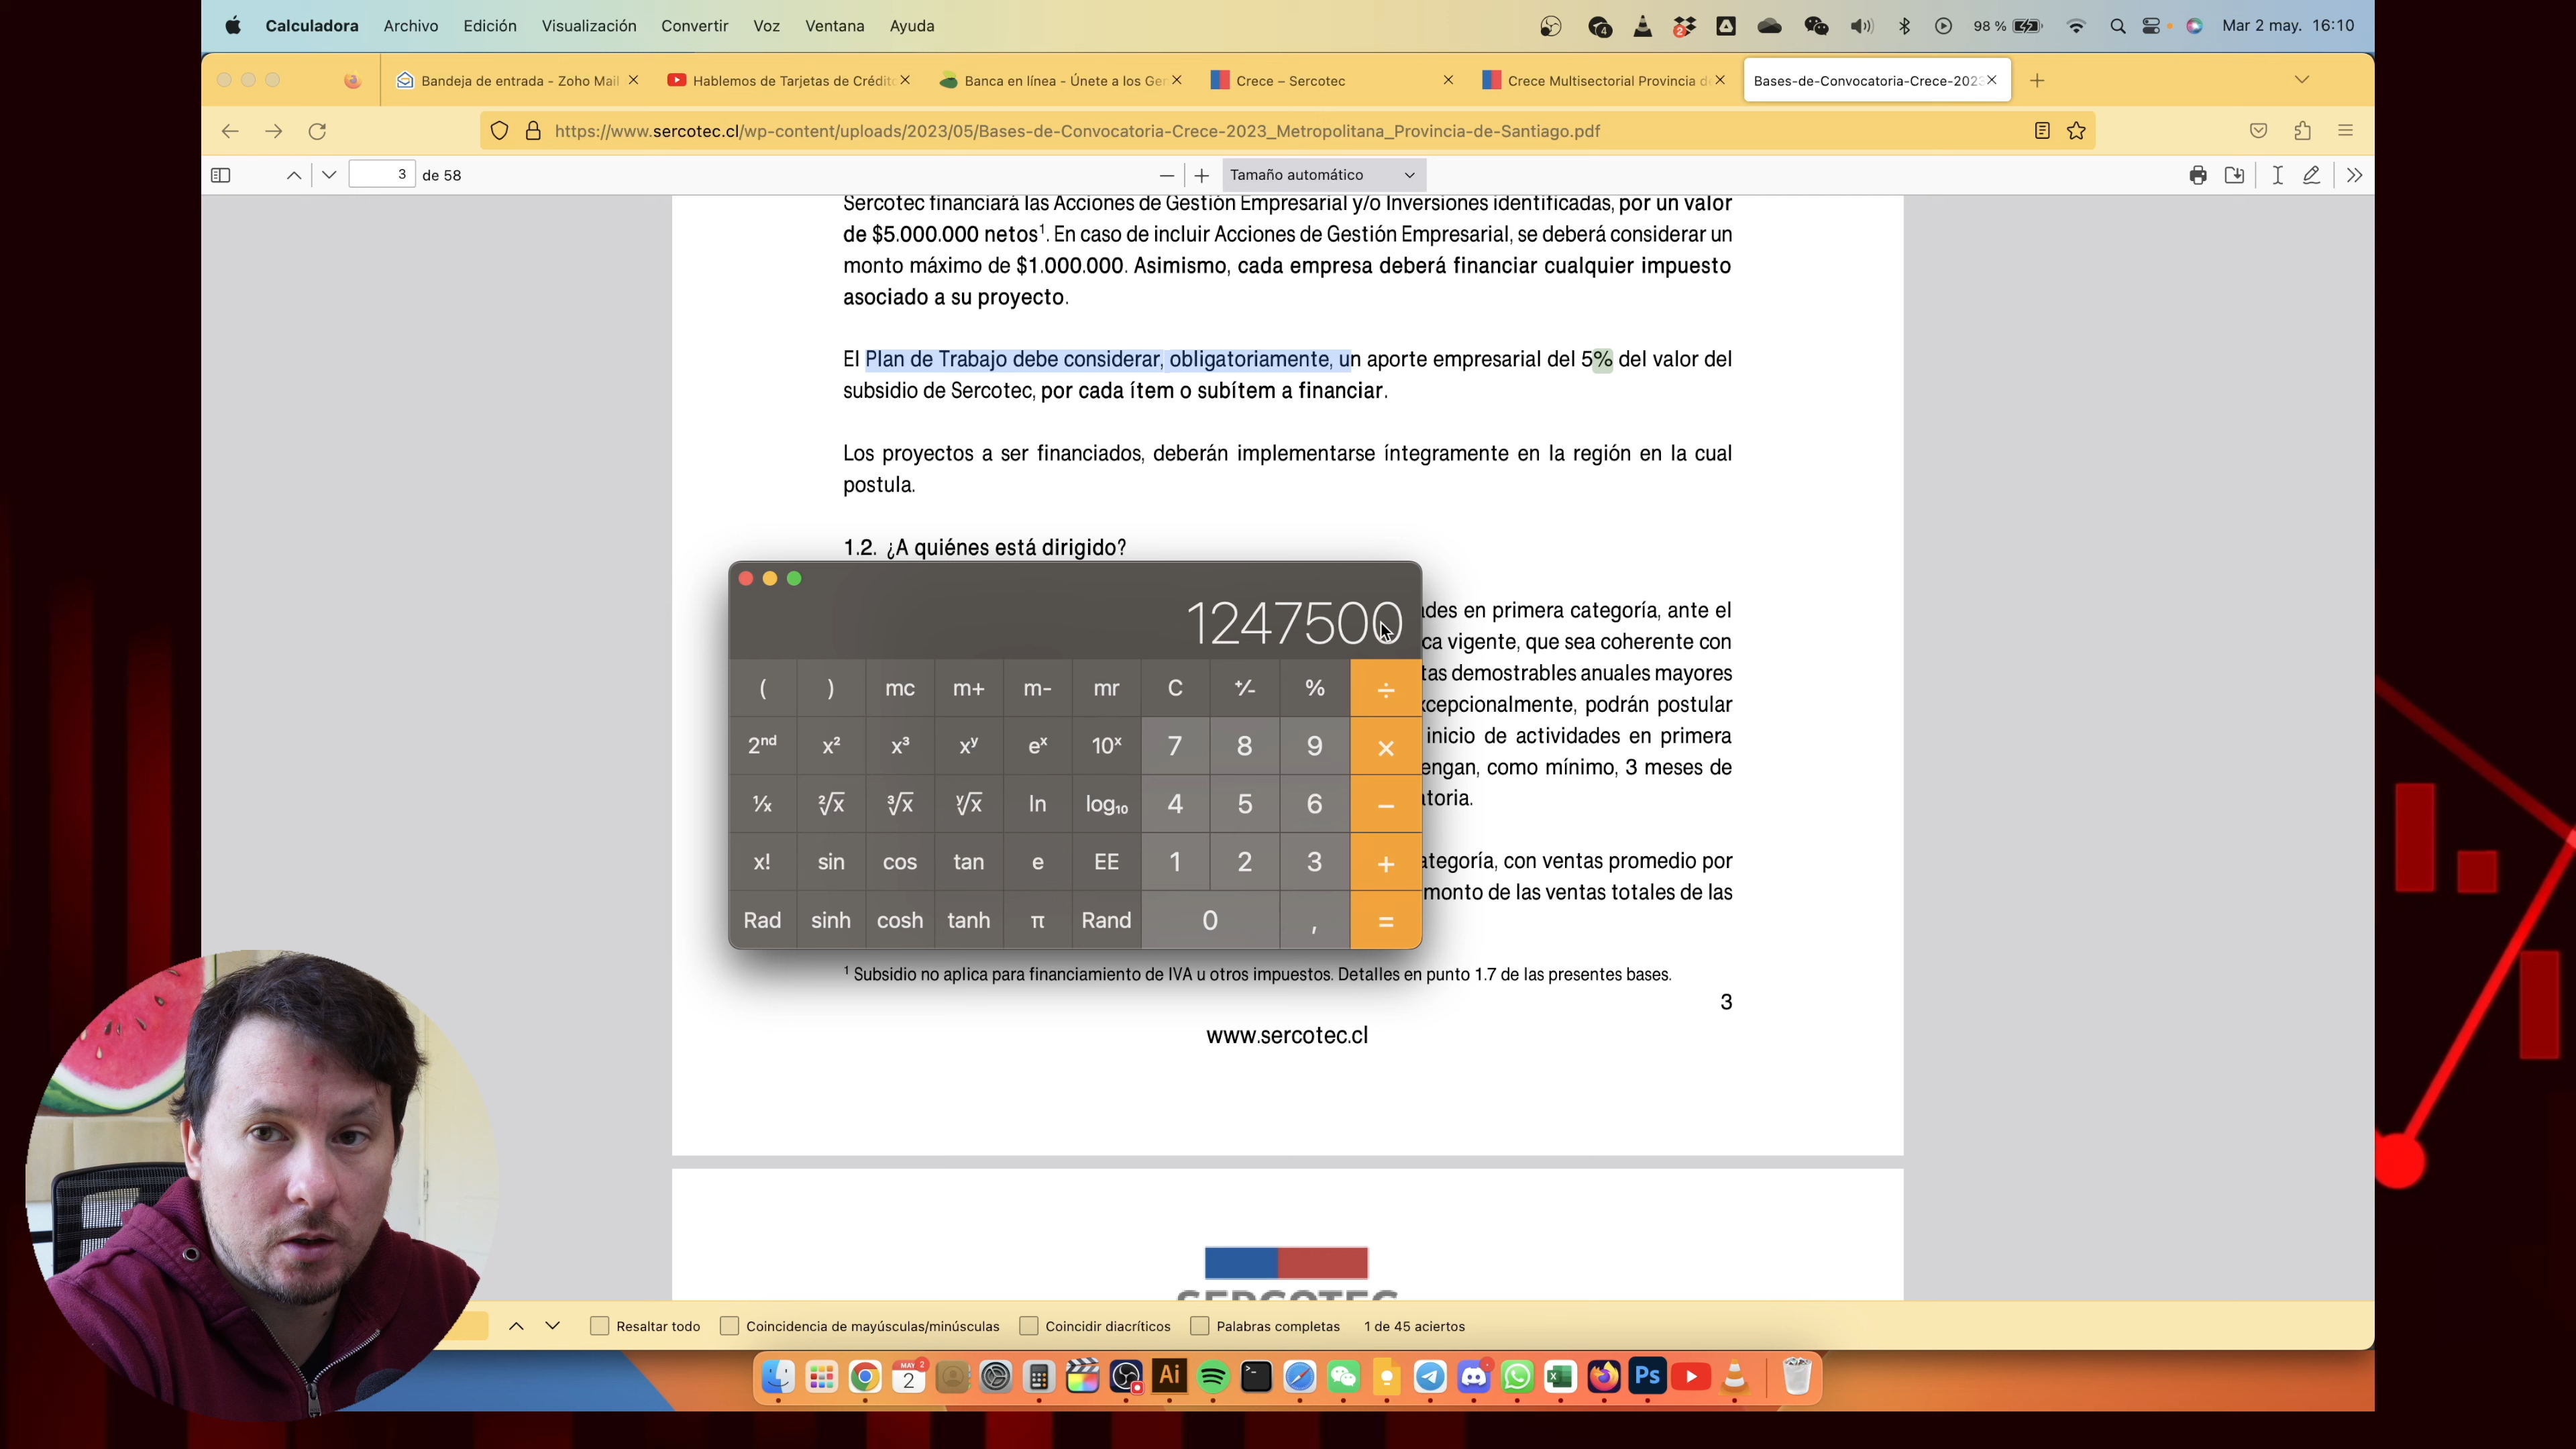 Calculadora Archivo Edición Visualización Convertir Voz Ventana Ayuda
4 2 98 % Mar 2 may. 16:10
Bandeja de entrada - Zoho Mail
Hablemos de Tarjetas de Crédit
Banca en línea - Únete a los Ge
Crece – Sercotec
Crece Multisectorial Provincia d
Bases-de-Convocatoria-Crece-2023
https://www.sercotec.cl/wp-content/uploads/2023/05/Bases-de-Convocatoria-Crece-2023_Metropolitana_Provincia-de-Santiago.pdf
3 de 58
Tamaño automático
Sercotec financiará las Acciones de Gestión Empresarial y/o Inversiones identificadas, por un valor
de $5.000.000 netos¹. En caso de incluir Acciones de Gestión Empresarial, se deberá considerar un
monto máximo de $1.000.000. Asimismo, cada empresa deberá financiar cualquier impuesto
asociado a su proyecto.
El Plan de Trabajo debe considerar, obligatoriamente, un aporte empresarial del 5% del valor del
subsidio de Sercotec, por cada ítem o subítem a financiar.
Los proyectos a ser financiados, deberán implementarse íntegramente en la región en la cual
postula.
1.2. ¿A quiénes está dirigido?
en primera categoría, ante el
vigente, que sea coherente con
demostrables anuales mayores
podrán postular
inicio de actividades en primera
como mínimo, 3 meses de
con ventas promedio por
monto de las ventas totales de las
1247500
( ) mc m+ m- mr C +/- % ÷
2nd x² x³ xʸ eˣ 10ˣ 7 8 9 ×
1/x ²√x ³√x ʸ√x ln log₁₀ 4 5 6 −
x! sin cos tan e EE 1 2 3 +
Rad sinh cosh tanh π Rand 0 , =
¹ Subsidio no aplica para financiamiento de IVA u otros impuestos. Detalles en punto 1.7 de las presentes bases.
3
www.sercotec.cl
SERCOTEC
Resaltar todo Coincidencia de mayúsculas/minúsculas Coincidir diacríticos Palabras completas 1 de 45 aciertos
MAY 2
2
Ai
Ps